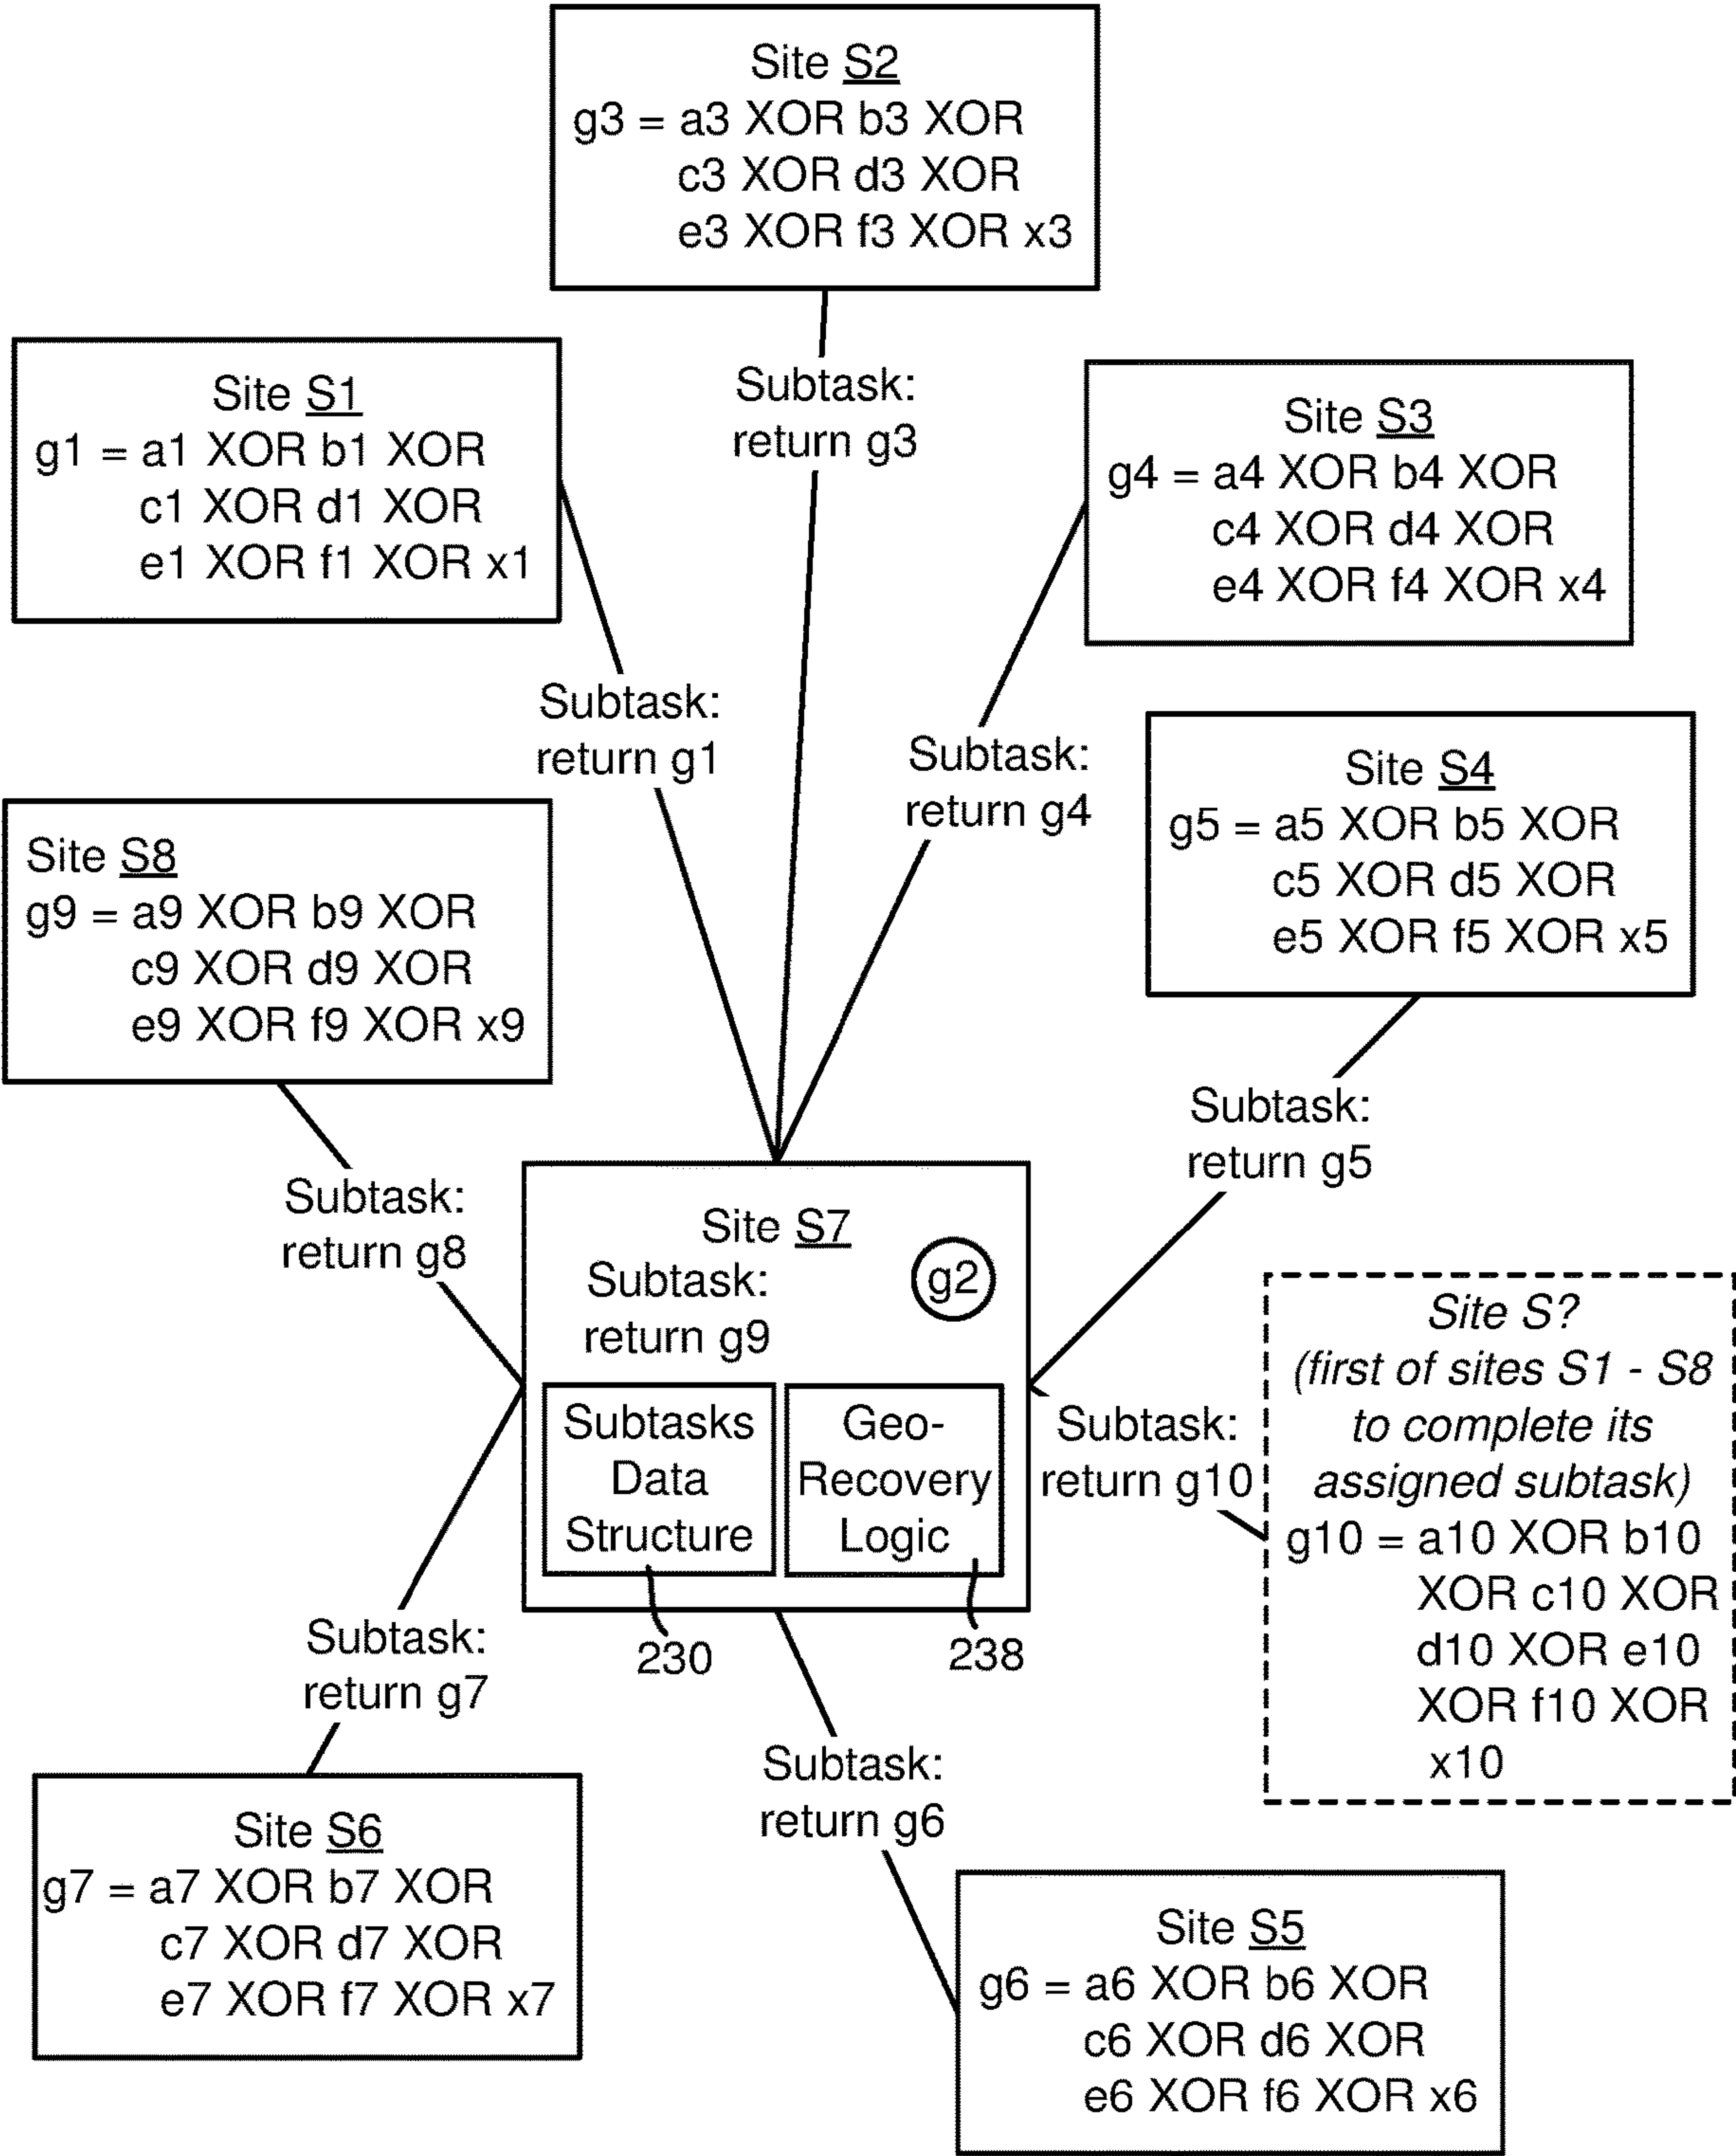 Site S2
g3 = a3 XOR b3 XOR
c3 XOR d3 XOR
e3 XOR f3 XOR x3
Site S1
g1 = a1 XOR b1 XOR
c1 XOR d1 XOR
e1 XOR f1 XOR x1
Subtask:
return g3
Site S3
g4 = a4 XOR b4 XOR
c4 XOR d4 XOR
e4 XOR f4 XOR x4
Subtask:
return g1
Subtask:
return g4
Site S4
g5 = a5 XOR b5 XOR
c5 XOR d5 XOR
e5 XOR f5 XOR x5
Site S8
g9 = a9 XOR b9 XOR
c9 XOR d9 XOR
e9 XOR f9 XOR x9
Subtask:
return g5
Subtask:
return g8
Site S7
g2
Subtask:
return g9
Subtasks
Data
Structure
Geo-
Recovery
Logic
230
238
Subtask:
return g10
Site S?
(first of sites S1 - S8
to complete its
assigned subtask)
g10 = a10 XOR b10
XOR c10 XOR
d10 XOR e10
XOR f10 XOR
x10
Subtask:
return g7
Subtask:
return g6
Site S6
g7 = a7 XOR b7 XOR
c7 XOR d7 XOR
e7 XOR f7 XOR x7
Site S5
g6 = a6 XOR b6 XOR
c6 XOR d6 XOR
e6 XOR f6 XOR x6